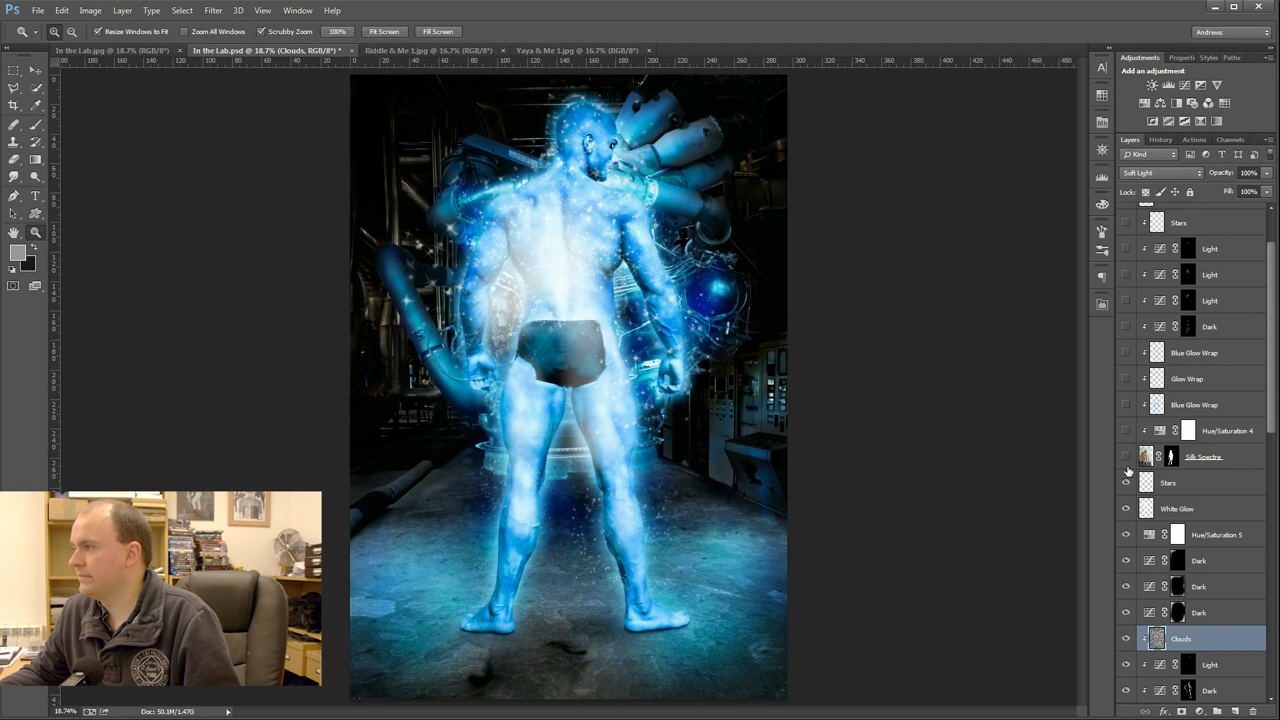 Ps File Edit Image Layer Type Select Filter 3D View Window Help
Resize Windows to Fit Zoom All Windows Scrubby Zoom 100% Fit Screen Fill Screen Andrews
In the Lab.jpg @ 18.7% (RGB/8*) × In the Lab.psd @ 18.7% (Clouds, RGB/8*) * × Riddle & Me 1.jpg @ 16.7% (RGB/8*) × Yaya & Me 1.jpg @ 16.7% (RGB/8*) ×
Adjustments Properti Styles Paths
Add an adjustment
Layers History Actions Channels
Kind
Soft Light Opacity: 100%
Lock: Fill: 100%
Stars
Light
Light
Light
Dark
Blue Glow Wrap
Glow Wrap
Blue Glow Wrap
Hue/Saturation 4
Silk Spectre
Stars
White Glow
Hue/Saturation 5
Dark
Dark
Dark
Clouds
Light
Dark
18.74% Doc: 50.1M/1.47G